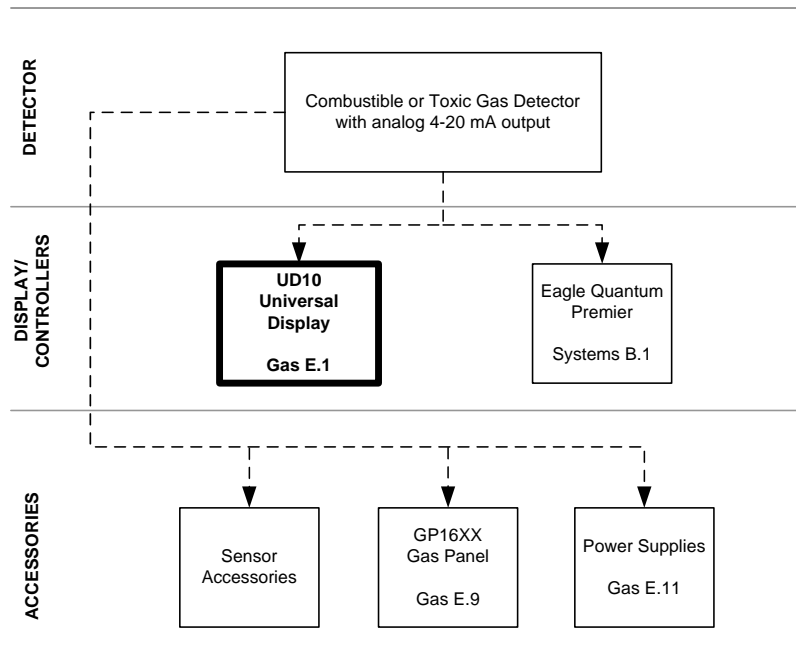 DETECTOR
Combustible or Toxic Gas Detector
with analog 4-20 mA output
DISPLAY/
CONTROLLERS
UD10
Universal
Display
Gas E.1
Eagle Quantum
Premier
Systems B.1
ACCESSORIES
Sensor
Accessories
GP16XX
Gas Panel
Gas E.9
Power Supplies
Gas E.11